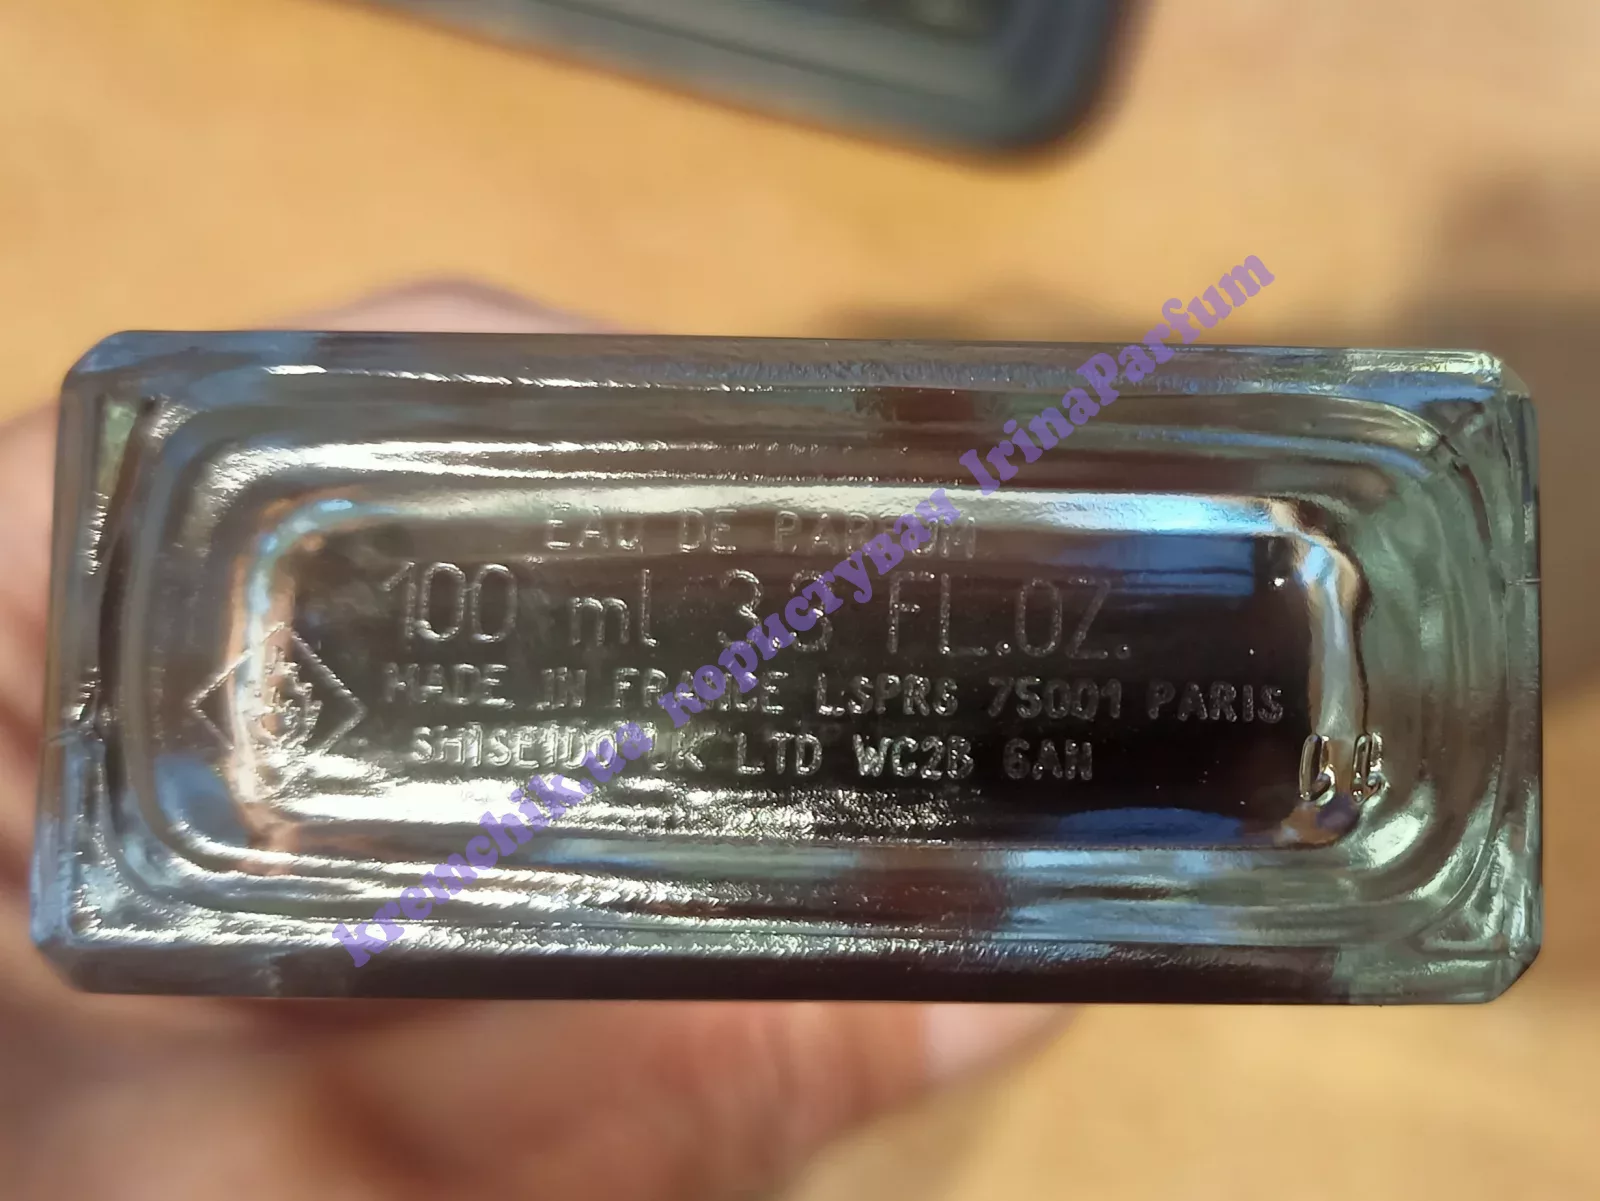 EAU DE PARFUM
100 ml 3.3 FL.OZ.
MADE IN FRANCE LSPRS 75001 PARIS
SHISEIDO UK LTD WC2B 6AH
kremchik.ua користувач IrinaParfum